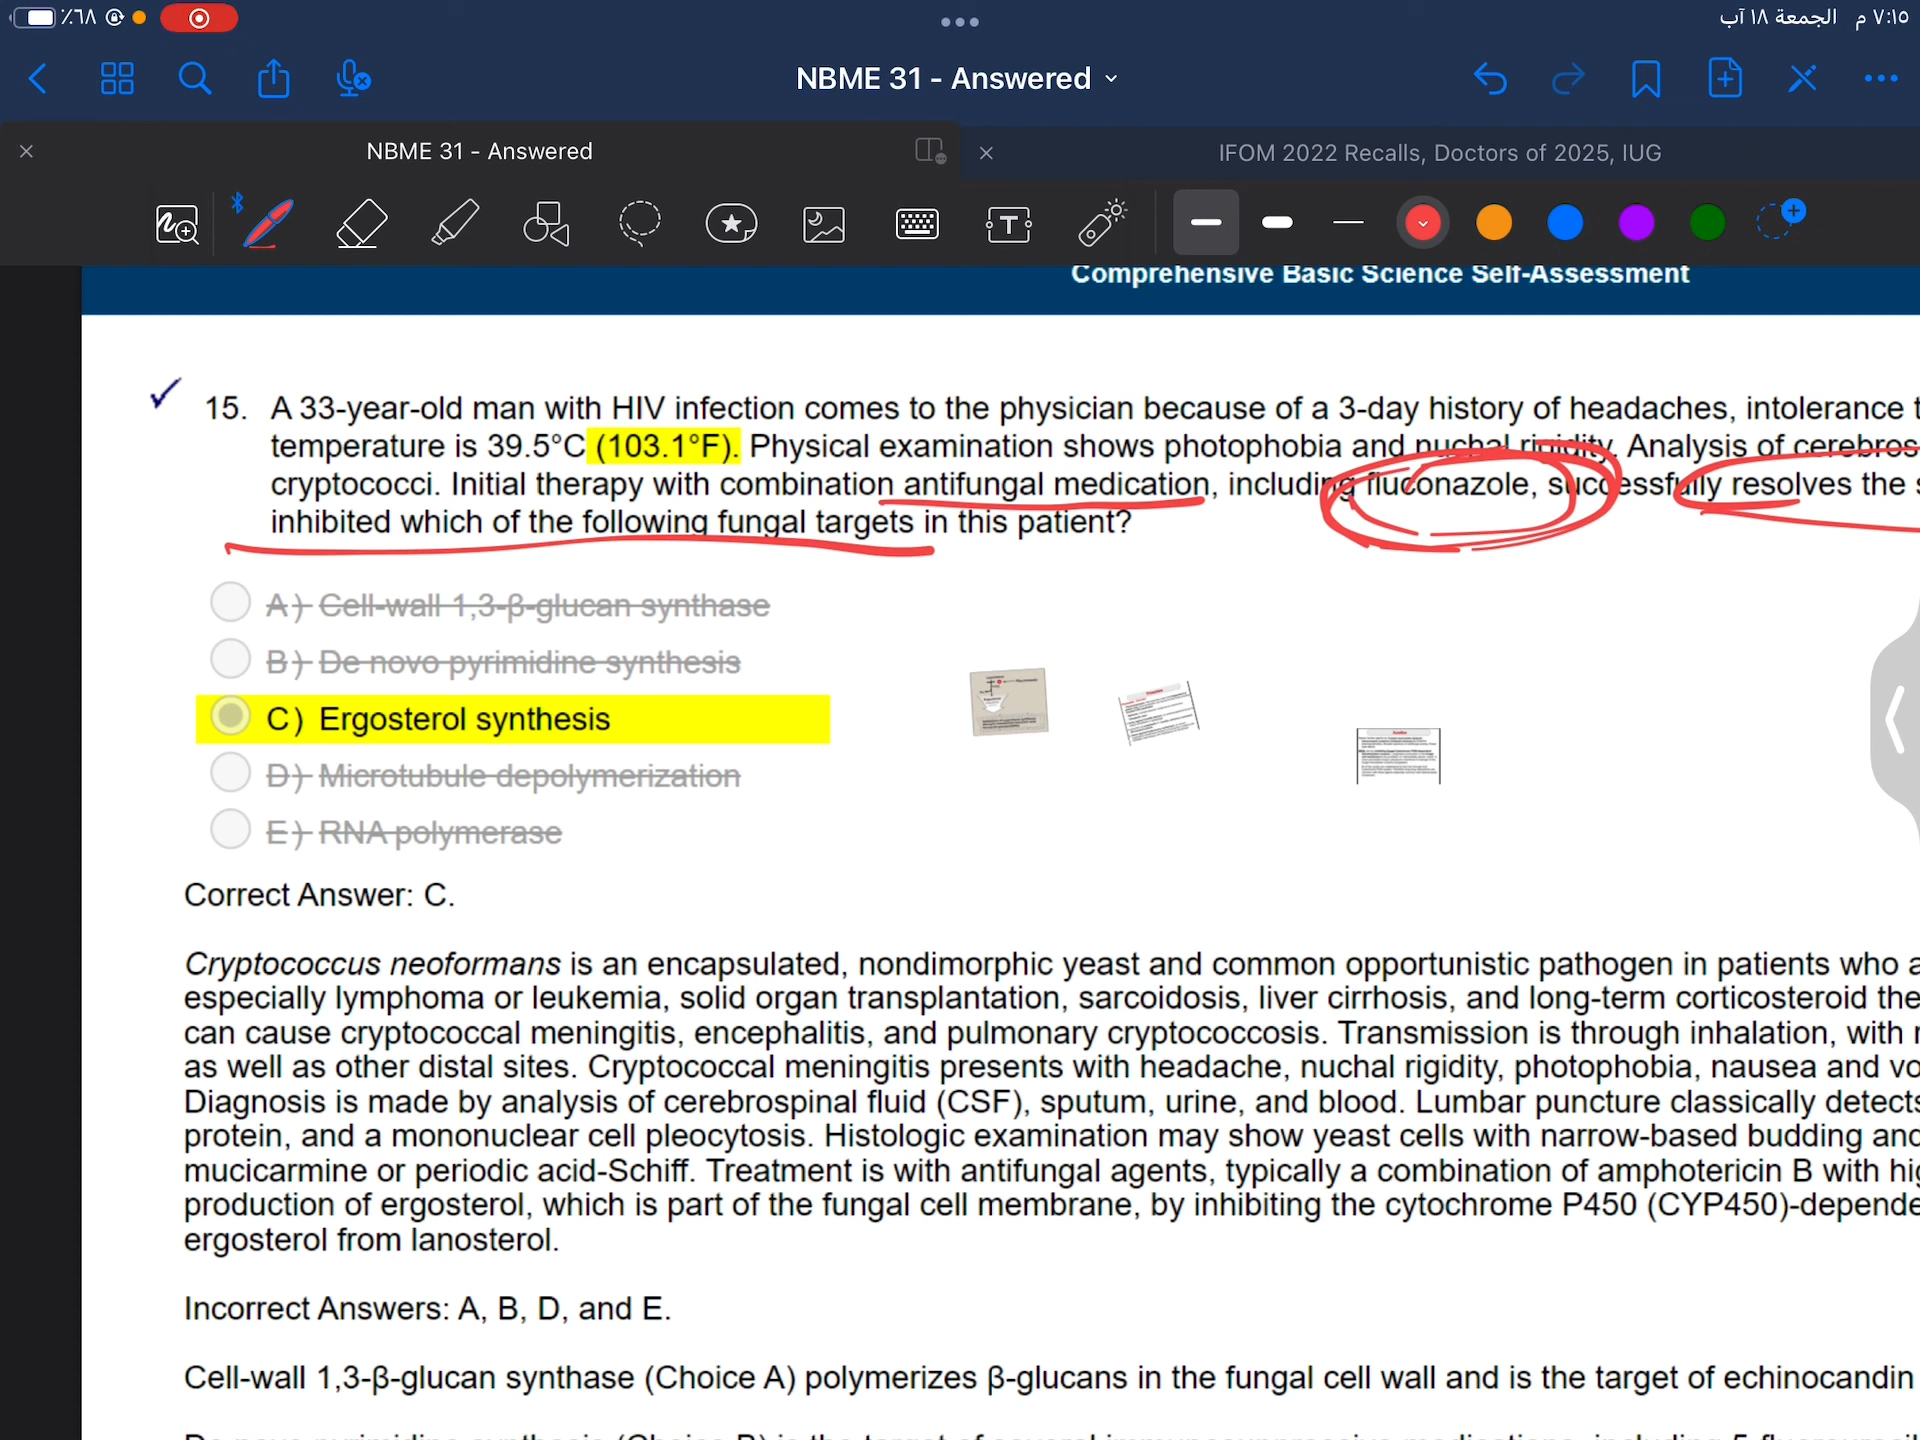 ٪٦٨
٧:١٥ م الجمعة ١٨ آب
NBME 31 - Answered
NBME 31 - Answered
IFOM 2022 Recalls, Doctors of 2025, IUG
T
Comprehensive Basic Science Self-Assessment
15. A 33-year-old man with HIV infection comes to the physician because of a 3-day history of headaches, intolerance t
temperature is 39.5°C (103.1°F). Physical examination shows photophobia and nuchal rigidity. Analysis of cerebros
cryptococci. Initial therapy with combination antifungal medication, including fluconazole, successfully resolves the s
inhibited which of the following fungal targets in this patient?
A) Cell-wall 1,3-β-glucan synthase
B) De novo pyrimidine synthesis
C) Ergosterol synthesis
D) Microtubule depolymerization
E) RNA polymerase
Correct Answer: C.
Cryptococcus neoformans is an encapsulated, nondimorphic yeast and common opportunistic pathogen in patients who a
especially lymphoma or leukemia, solid organ transplantation, sarcoidosis, liver cirrhosis, and long-term corticosteroid the
can cause cryptococcal meningitis, encephalitis, and pulmonary cryptococcosis. Transmission is through inhalation, with r
as well as other distal sites. Cryptococcal meningitis presents with headache, nuchal rigidity, photophobia, nausea and vo
Diagnosis is made by analysis of cerebrospinal fluid (CSF), sputum, urine, and blood. Lumbar puncture classically detects
protein, and a mononuclear cell pleocytosis. Histologic examination may show yeast cells with narrow-based budding and
mucicarmine or periodic acid-Schiff. Treatment is with antifungal agents, typically a combination of amphotericin B with hig
production of ergosterol, which is part of the fungal cell membrane, by inhibiting the cytochrome P450 (CYP450)-depende
ergosterol from lanosterol.
Incorrect Answers: A, B, D, and E.
Cell-wall 1,3-β-glucan synthase (Choice A) polymerizes β-glucans in the fungal cell wall and is the target of echinocandin